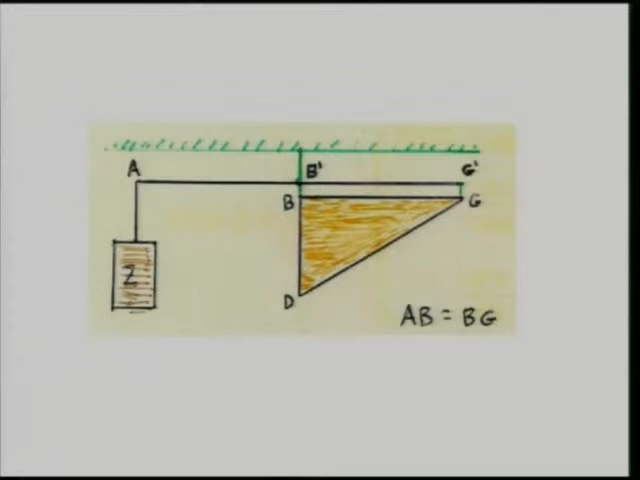 A B' G'
B G
Z
D
AB = BG